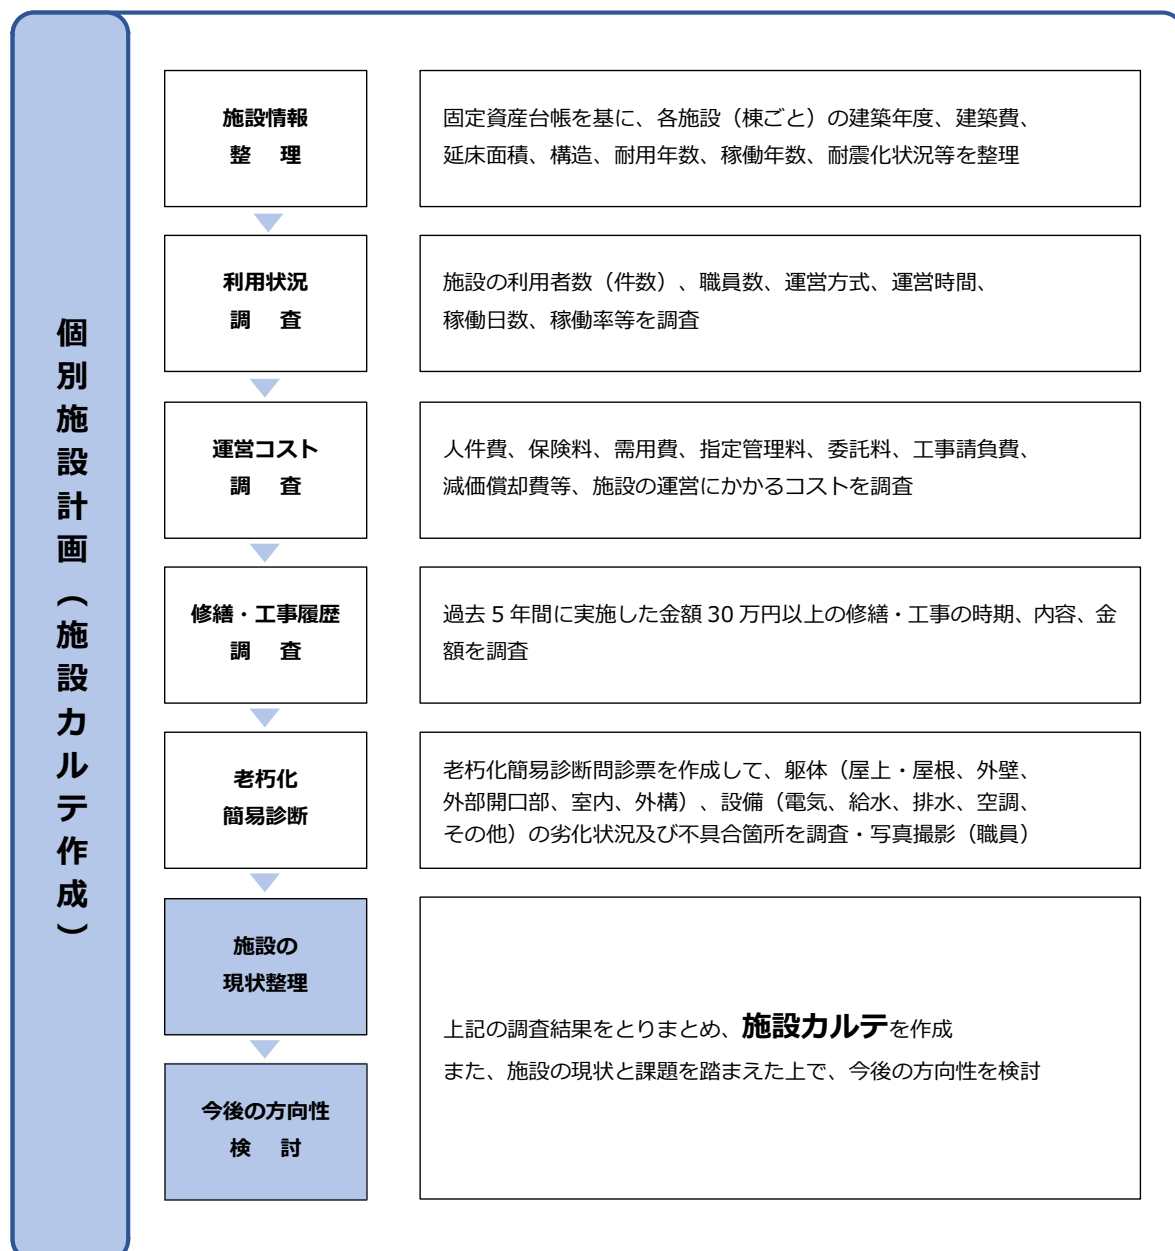 個別施設計画（施設カルテ作成）
施設情報
整　理
固定資産台帳を基に、各施設（棟ごと）の建築年度、建築費、
延床面積、構造、耐用年数、稼働年数、耐震化状況等を整理
利用状況
調　査
施設の利用者数（件数）、職員数、運営方式、運営時間、
稼働日数、稼働率等を調査
運営コスト
調　査
人件費、保険料、需用費、指定管理料、委託料、工事請負費、
減価償却費等、施設の運営にかかるコストを調査
修繕・工事履歴
調　査
過去 5 年間に実施した金額 30 万円以上の修繕・工事の時期、内容、金
額を調査
老朽化
簡易診断
老朽化簡易診断問診票を作成して、躯体（屋上・屋根、外壁、
外部開口部、室内、外構）、設備（電気、給水、排水、空調、
その他）の劣化状況及び不具合箇所を調査・写真撮影（職員）
施設の
現状整理
今後の方向性
検　討
上記の調査結果をとりまとめ、施設カルテを作成
また、施設の現状と課題を踏まえた上で、今後の方向性を検討